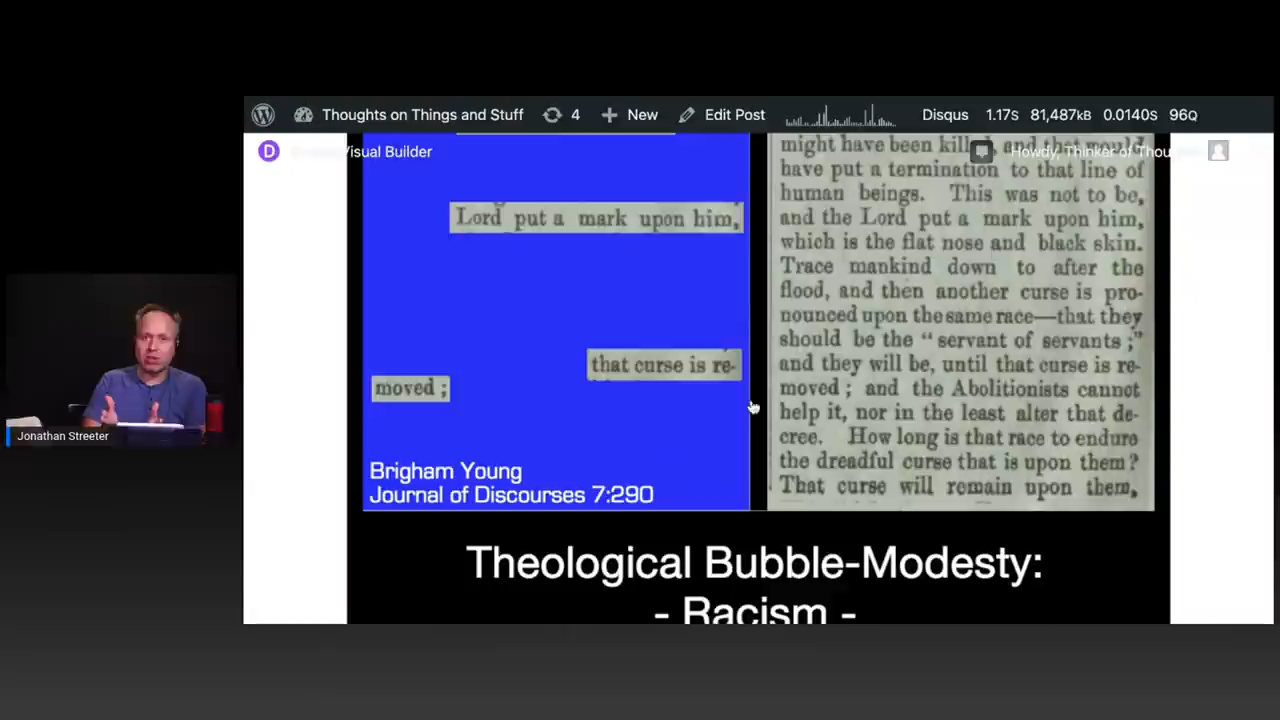 Thoughts on Things and Stuff 4 New Edit Post Disqus 1.17s 81,487kB 0.0140s 96Q
D Visual Builder Howdy, Thinker of Thou
Lord put a mark upon him,
that curse is re-
moved ;
Brigham Young
Journal of Discourses 7:290
might have been killed, and that would
have put a termination to that line of
human beings. This was not to be,
and the Lord put a mark upon him,
which is the flat nose and black skin.
Trace mankind down to after the
flood, and then another curse is pro-
nounced upon the same race—that they
should be the "servant of servants ;"
and they will be, until that curse is re-
moved ; and the Abolitionists cannot
help it, nor in the least alter that de-
cree. How long is that race to endure
the dreadful curse that is upon them?
That curse will remain upon them,
Theological Bubble-Modesty:
- Racism -
Jonathan Streeter